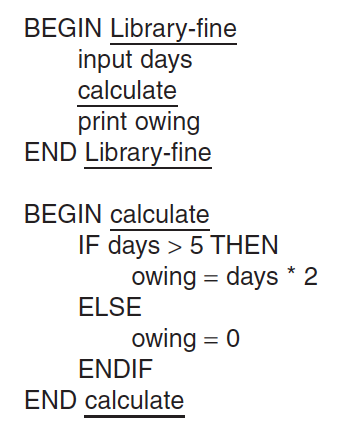 BEGIN Library-fine
input days
calculate
print owing
END Library-fine
BEGIN calculate
IF days > 5 THEN
owing = days * 2
ELSE
owing = 0
ENDIF
END calculate